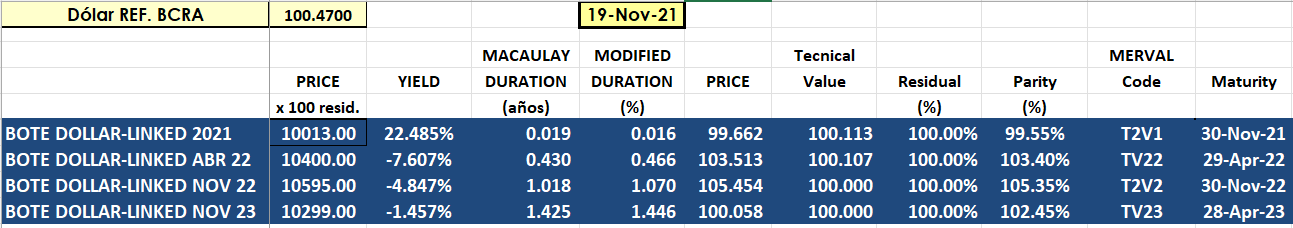 Dólar REF. BCRA 100.4700 19-Nov-21
MACAULAY MODIFIED Tecnical MERVAL
PRICE YIELD DURATION DURATION PRICE Value Residual Parity Code Maturity
x 100 resid. (años) (%) (%) (%)
BOTE DOLLAR-LINKED 2021 10013.00 22.485% 0.019 0.016 99.662 100.113 100.00% 99.55% T2V1 30-Nov-21
BOTE DOLLAR-LINKED ABR 22 10400.00 -7.607% 0.430 0.466 103.513 100.107 100.00% 103.40% TV22 29-Apr-22
BOTE DOLLAR-LINKED NOV 22 10595.00 -4.847% 1.018 1.070 105.454 100.000 100.00% 105.35% T2V2 30-Nov-22
BOTE DOLLAR-LINKED NOV 23 10299.00 -1.457% 1.425 1.446 100.058 100.000 100.00% 102.45% TV23 28-Apr-23